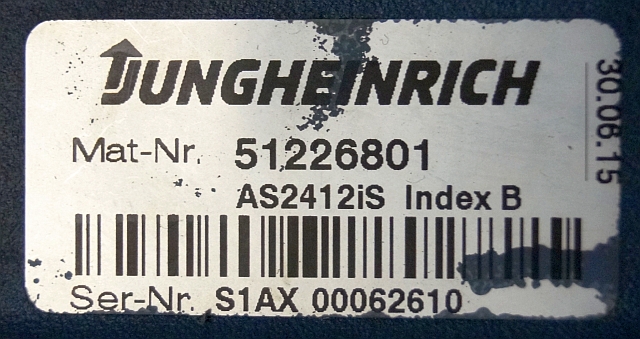 JUNGHEINRICH
Mat-Nr. 51226801
AS2412iS Index B
Ser-Nr. S1AX 00062610
30.06.15